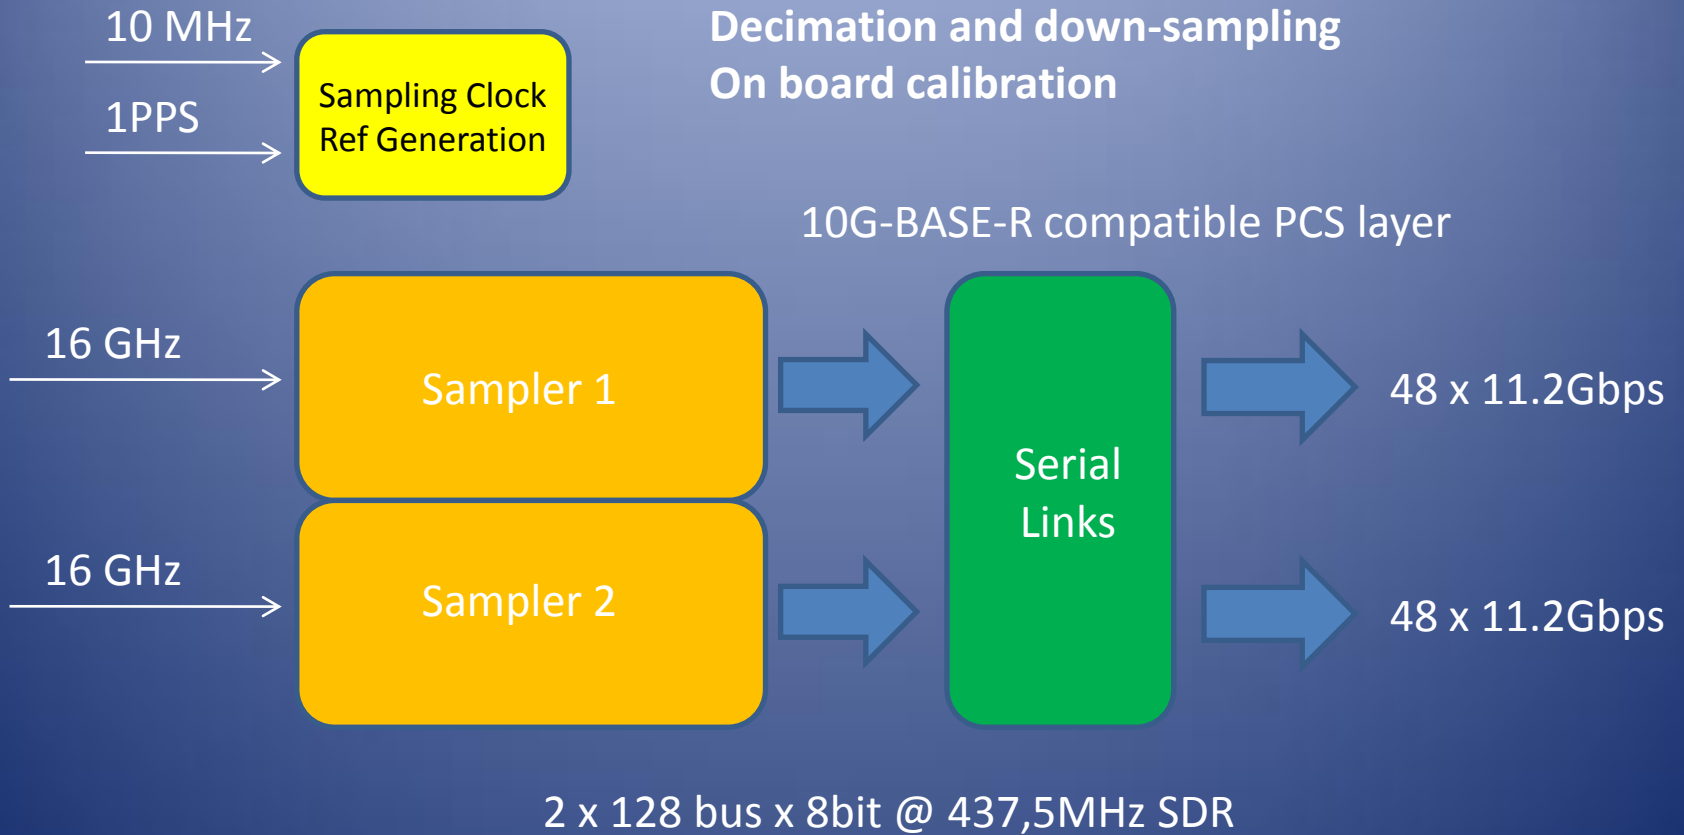 10 MHz
1PPS
Sampling Clock
Ref Generation
Decimation and down-sampling
On board calibration
10G-BASE-R compatible PCS layer
16 GHz
Sampler 1
48 x 11.2Gbps
Serial
Links
16 GHz
Sampler 2
48 x 11.2Gbps
2 x 128 bus x 8bit @ 437,5MHz SDR